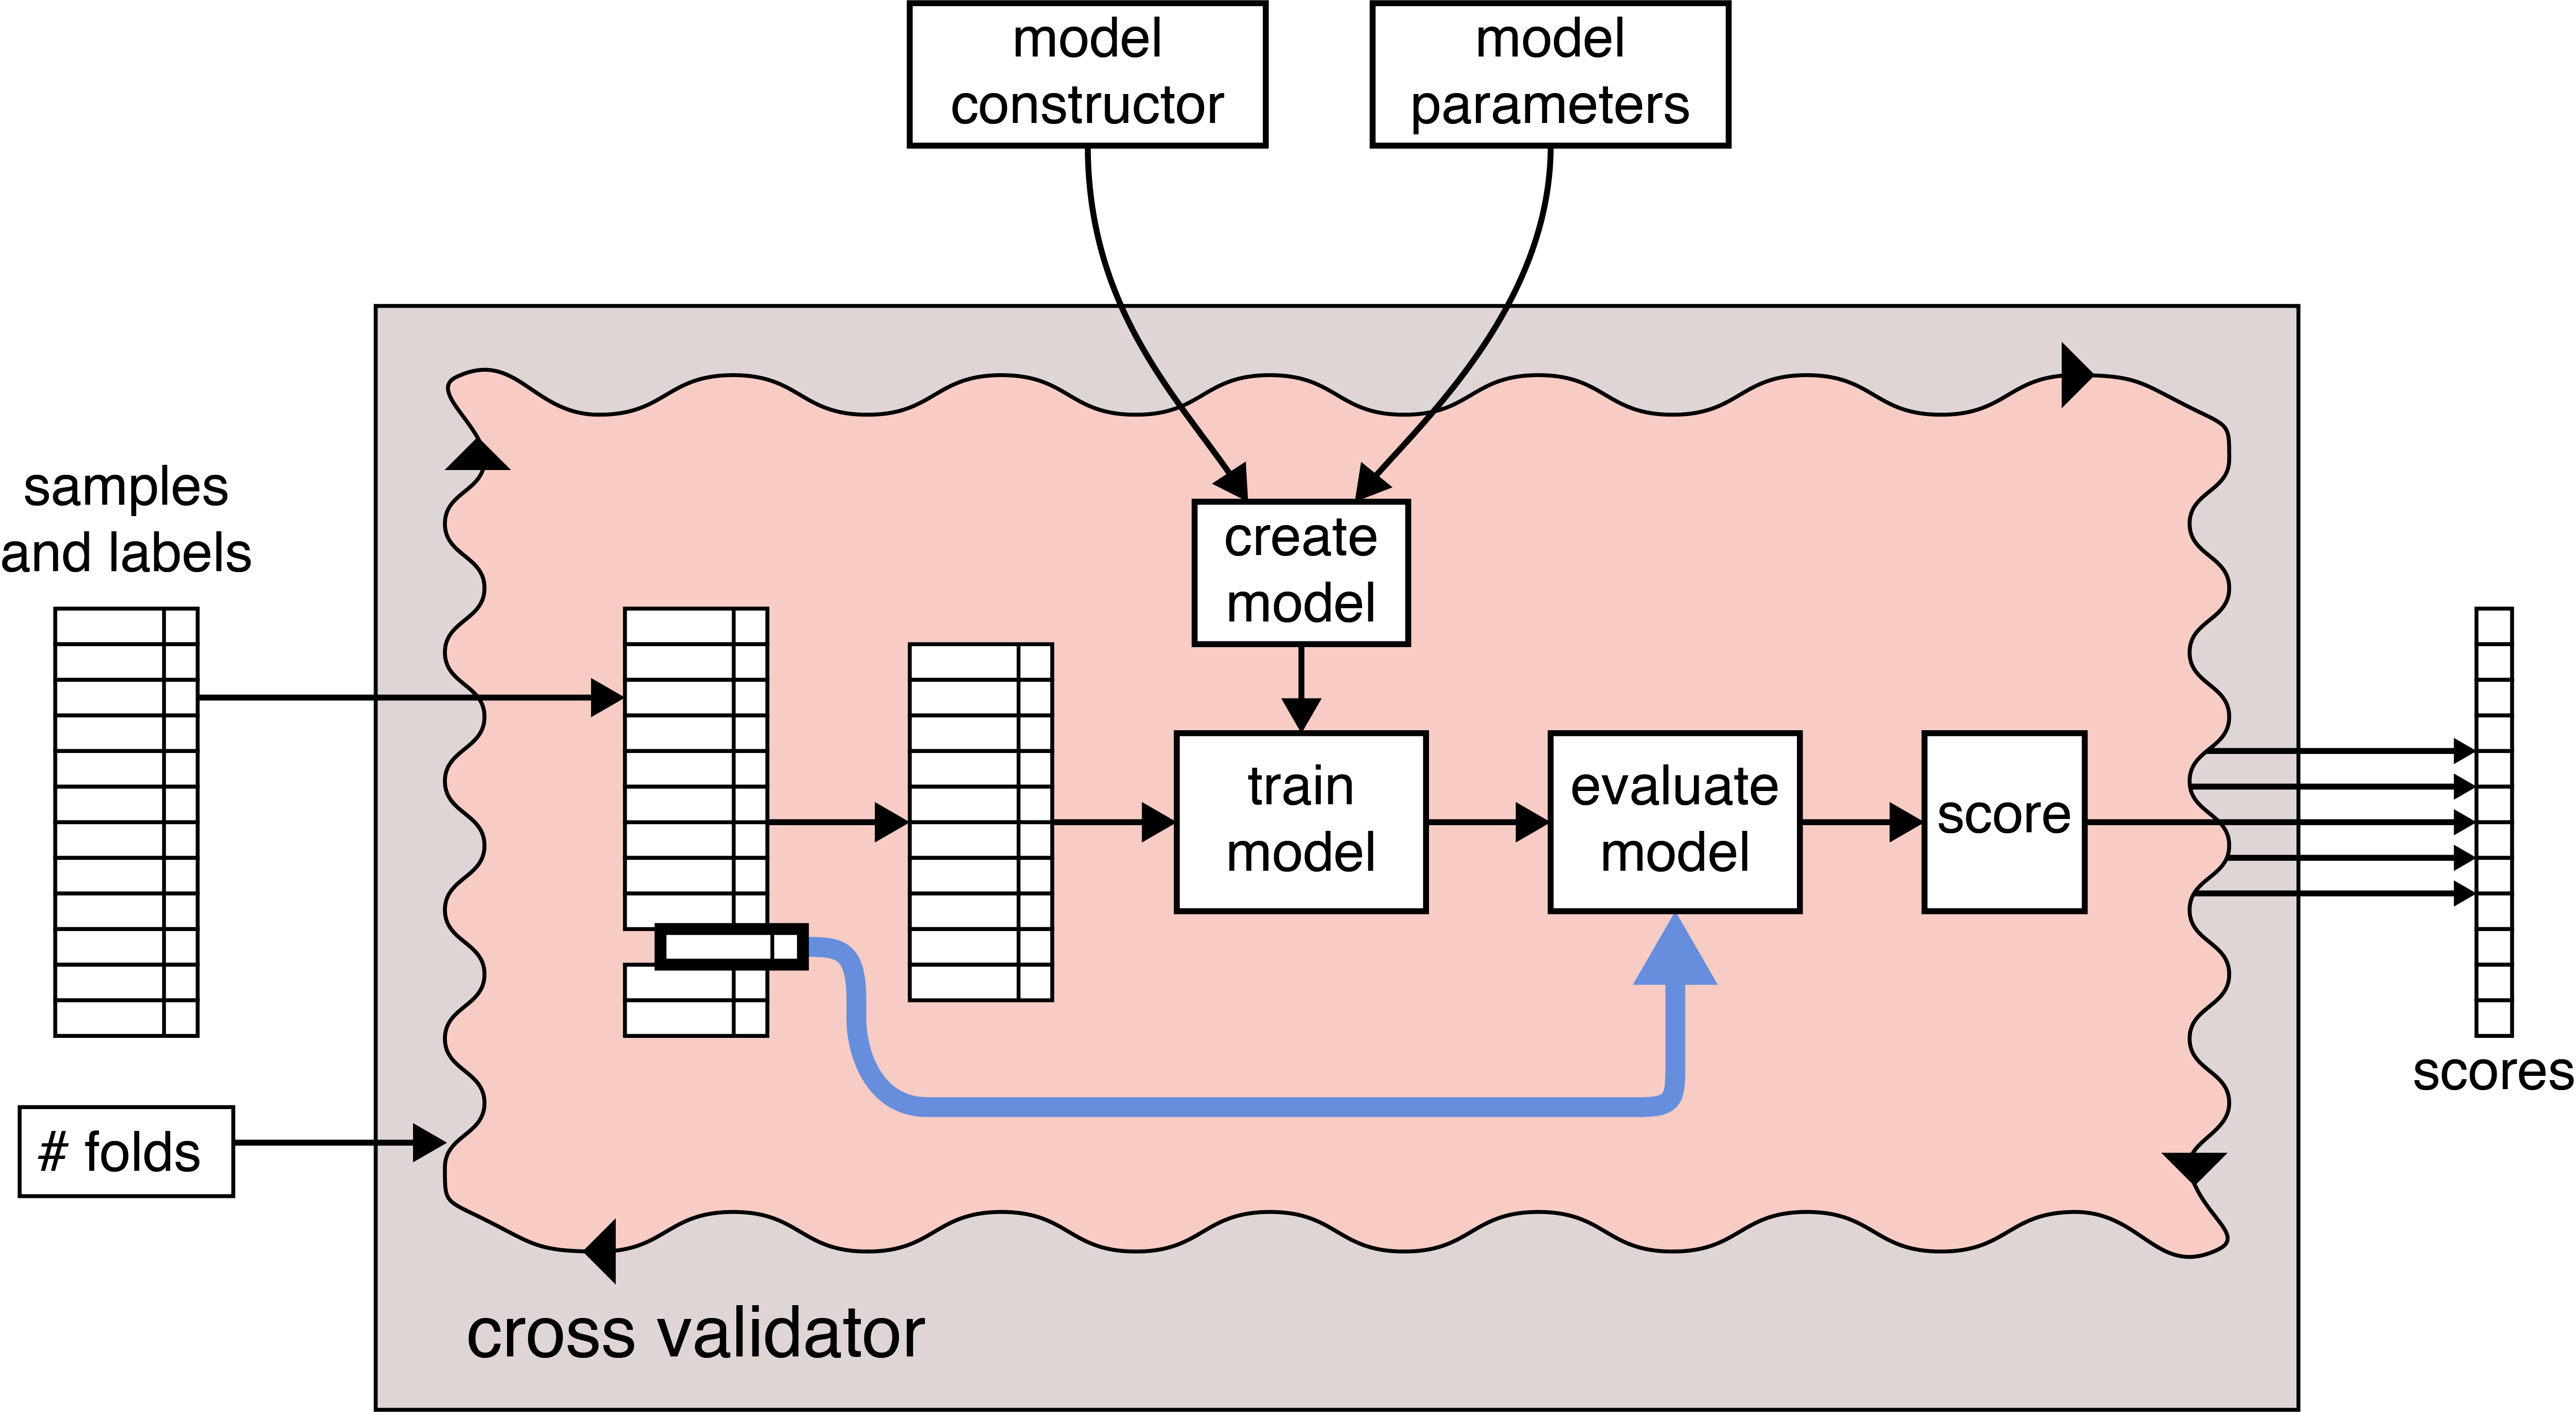 model
constructor
model
parameters
samples
and labels
create
model
train
model
evaluate
model
score
# folds
scores
cross validator